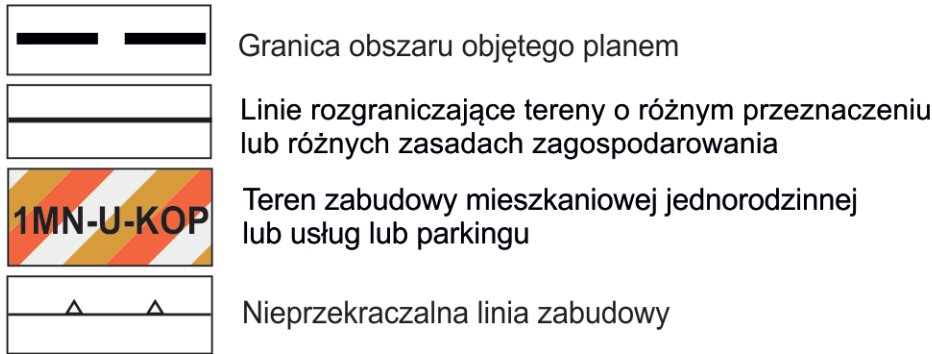 Granica obszaru objętego planem
Linie rozgraniczające tereny o różnym przeznaczeniu
lub różnych zasadach zagospodarowania
1MN-U-KOP
Teren zabudowy mieszkaniowej jednorodzinnej
lub usług lub parkingu
Nieprzekraczalna linia zabudowy